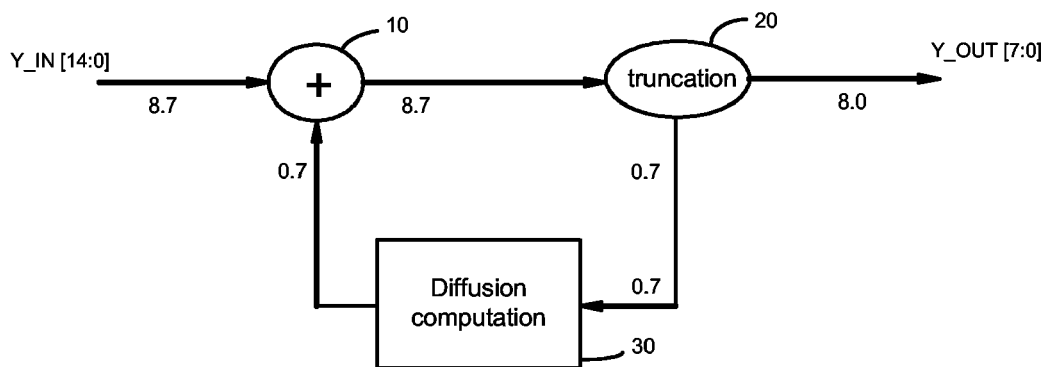 10
20
Y_IN [14:0]
Y_OUT [7:0]
+
truncation
8.7
8.7
8.0
0.7
0.7
Diffusion
computation
0.7
30